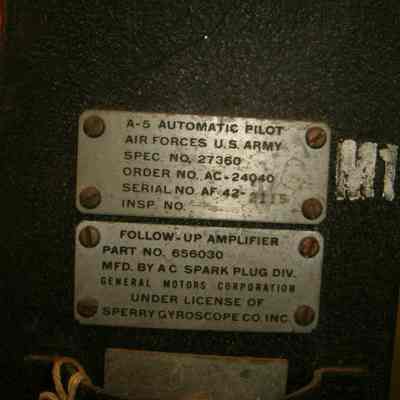 A-5 AUTOMATIC PILOT
AIR FORCES U.S. ARMY
SPEC. NO. 27360
ORDER NO. AC-24040
SERIAL NO. AF 42-2115
INSP. NO.
M1
FOLLOW-UP AMPLIFIER
PART NO. 656030
MFD. BY A C SPARK PLUG DIV.
GENERAL MOTORS CORPORATION
UNDER LICENSE OF
SPERRY GYROSCOPE CO. INC.